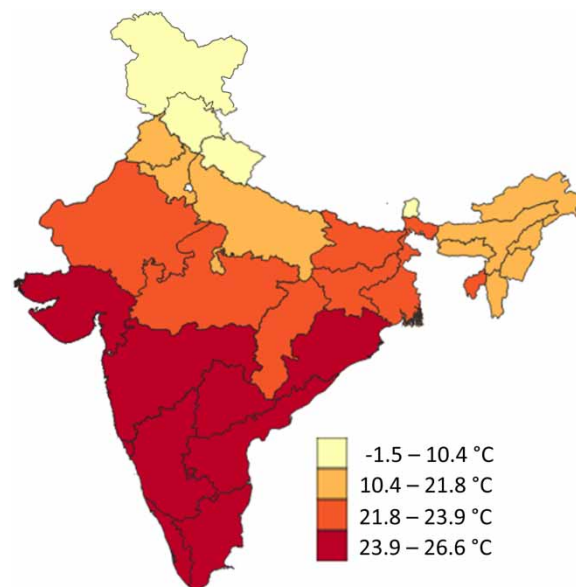 -1.5 – 10.4 °C
10.4 – 21.8 °C
21.8 – 23.9 °C
23.9 – 26.6 °C